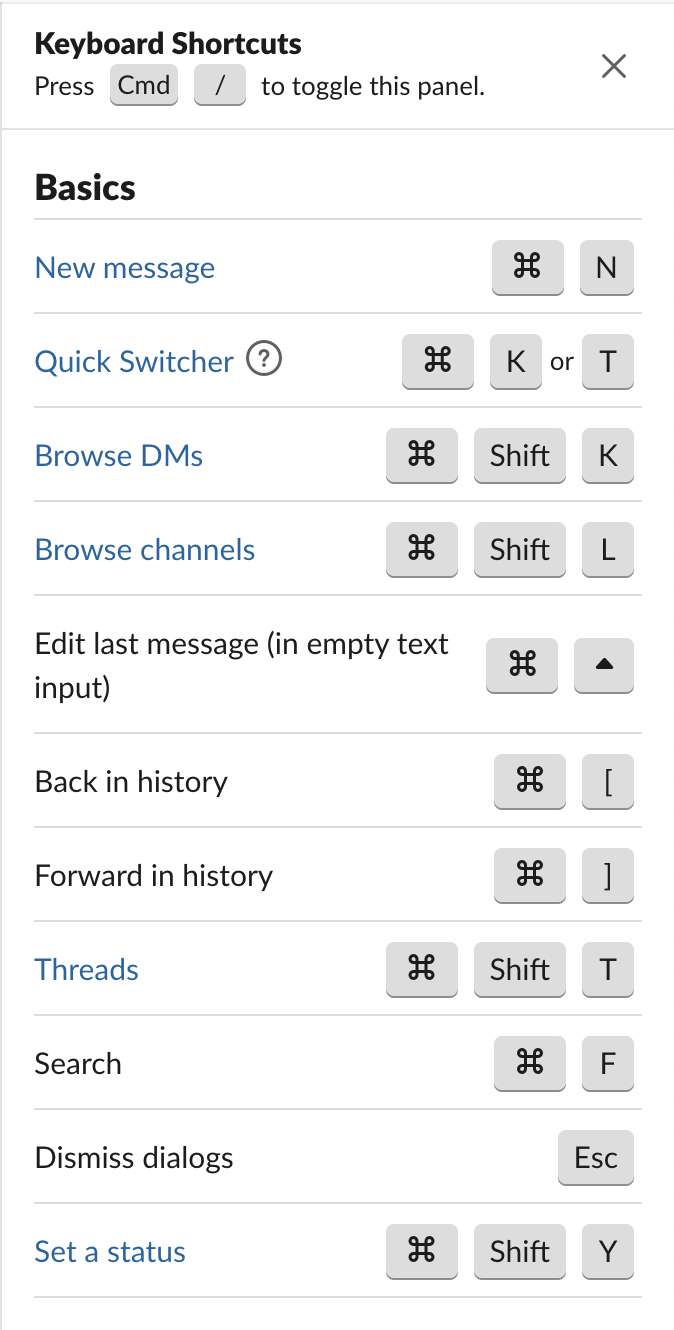 Keyboard Shortcuts
Press Cmd / to toggle this panel.
Basics
New message ⌘ N
Quick Switcher ? ⌘ K or T
Browse DMs ⌘ Shift K
Browse channels ⌘ Shift L
Edit last message (in empty text
input) ⌘ ▲
Back in history ⌘ [
Forward in history ⌘ ]
Threads ⌘ Shift T
Search ⌘ F
Dismiss dialogs Esc
Set a status ⌘ Shift Y